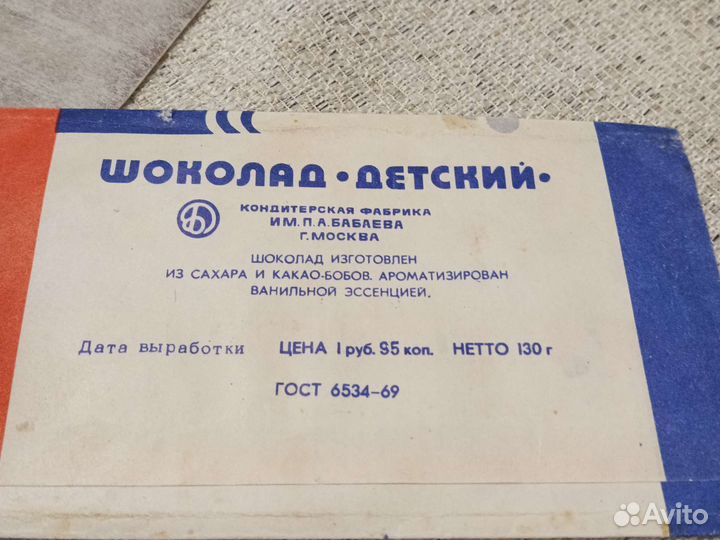 ШОКОЛАД • ДЕТСКИЙ •
Б
КОНДИТЕРСКАЯ ФАБРИКА
ИМ. П. А. БАБАЕВА
Г. МОСКВА
ШОКОЛАД ИЗГОТОВЛЕН
ИЗ САХАРА И КАКАО-БОБОВ. АРОМАТИЗИРОВАН
ВАНИЛЬНОЙ ЭССЕНЦИЕЙ.
Дата выработки ЦЕНА 1 руб. 95 коп. НЕТТО 130 г
ГОСТ 6534-69
Avito